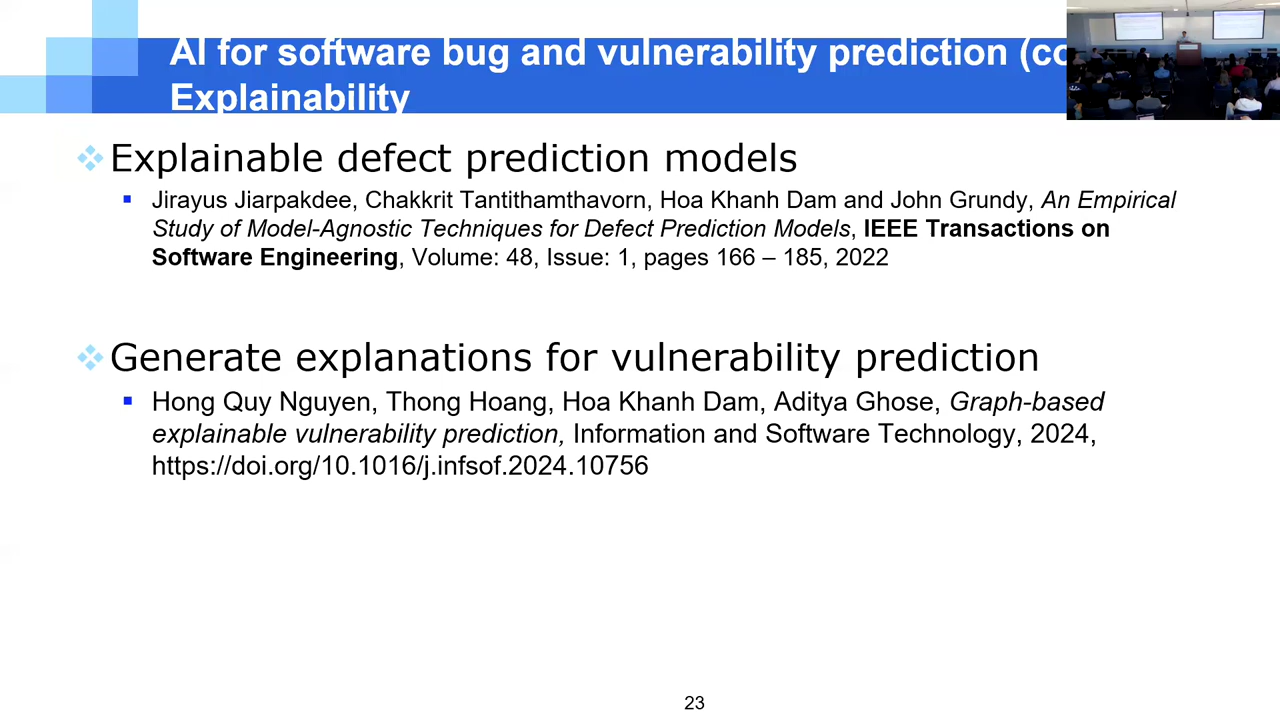 AI for software bug and vulnerability prediction (co
Explainability
Explainable defect prediction models
Jirayus Jiarpakdee, Chakkrit Tantithamthavorn, Hoa Khanh Dam and John Grundy, An Empirical
Study of Model-Agnostic Techniques for Defect Prediction Models, IEEE Transactions on
Software Engineering, Volume: 48, Issue: 1, pages 166 – 185, 2022
Generate explanations for vulnerability prediction
Hong Quy Nguyen, Thong Hoang, Hoa Khanh Dam, Aditya Ghose, Graph-based
explainable vulnerability prediction, Information and Software Technology, 2024,
https://doi.org/10.1016/j.infsof.2024.10756
23